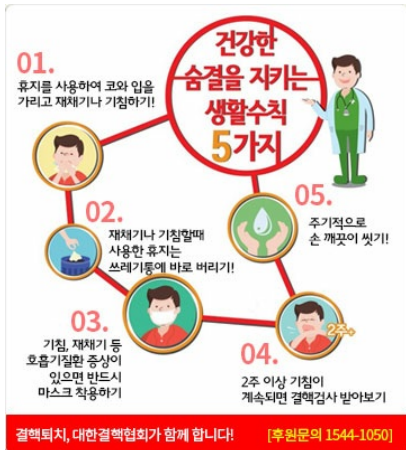 건강한
숨결을 지키는
생활수칙
5가지
01.
휴지를 사용하여 코와 입을
가리고 재채기나 기침하기!
02.
재채기나 기침할때
사용한 휴지는
쓰레기통에 바로 버리기!
03.
기침, 재채기 등
호흡기질환 증상이
있으면 반드시
마스크 착용하기
2주+
04.
2주 이상 기침이
계속되면 결핵검사 받아보기
05.
주기적으로
손 깨끗이 씻기!
결핵퇴치, 대한결핵협회가 함께 합니다! [후원문의 1544-1050]